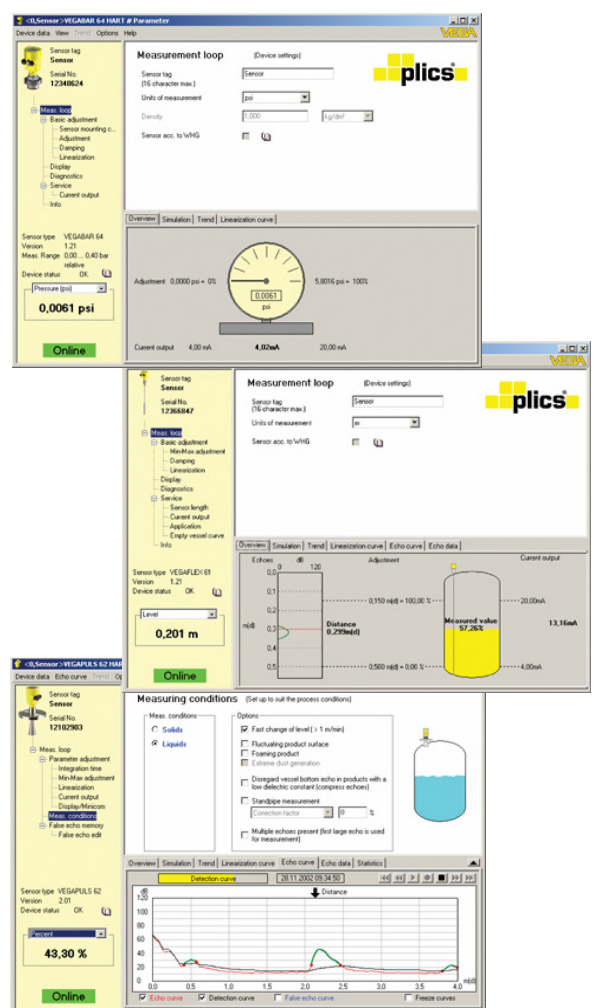 <0,Sensor>VEGABAR 64 HART # Parameter
Device data View Trend Options Help
VEGA
Sensor tag
Sensor
Serial No.
12348624
Meas. loop
Basic adjustment
Sensor mounting c...
Adjustment
Damping
Linearization
Display
Diagnostics
Service
Current output
Info
Sensor type VEGABAR 64
Version 1.21
Meas. Range 0,00 ... 0,40 bar
relative
Device status OK
Pressure (psi)
0,0061 psi
Online
Measurement loop (Device settings)
plics®
Sensor tag Sensor
(16 character max.)
Units of measurement psi
Density 1,000 kg/dm³
Sensor acc. to WHG
Overview Simulation Trend Linearization curve
Adjustment 0,0000 psi = 0% 5,8016 psi = 100%
0,0061
psi
Current output 4,00 mA 4,02mA 20,00 mA
VEGA
Sensor tag
Sensor
Serial No.
12366847
Meas. loop
Basic adjustment
Min-Max adjustment
Damping
Linearization
Display
Diagnostics
Service
Sensor length
Current output
Application
Empty vessel curve
Info
Sensor type VEGAFLEX 61
Version 1.21
Device status OK
Level
0,201 m
Online
Measurement loop (Device settings)
plics®
Sensor tag Sensor
(16 character max.)
Units of measurement m
Sensor acc. to WHG
Overview Simulation Trend Linearization curve Echo curve Echo data
Echoes dB Adjustment Current output
0 120
0,0
0,1
0,2
m(d) 0,3
0,4
0,5
0,150 m(d) = 100,00 % 20,00mA
Distance
0.299m(d)
Measured value
57,26%
13,16mA
0,500 m(d) = 0,00 % 4,00mA
<0,Sensor>VEGAPULS 62 HAR
Device data Echo curve Trend Op
Sensor tag
Sensor
Serial No.
12102903
Meas. loop
Parameter adjustment
Integration time
Min-Max adjustment
Linearization
Current output
Display/Minicom
Meas. conditions
False echo memory
False echo edit
Sensor type VEGAPULS 62
Version 2.01
Device status OK
Percent
43,30 %
Online
Measuring conditions (Set up to suit the process conditions)
Meas. conditions
Solids
Liquids
Options
Fast change of level ( > 1 m/min)
Fluctuating product surface
Foaming product
Extreme dust generation
Disregard vessel bottom echo in products with a
low dielectric constant (compress echoes)
Standpipe measurement
Correction factor 0 %
Multiple echoes present (first large echo is used
for measurement)
Overview Simulation Trend Linearization curve Echo curve Echo data Statistics
Detection curve 28.11.2002 09:34:50
dB Distance
120
100
80
60
40
20
0
0,0 0,5 1,0 1,5 2,0 2,5 3,0 3,5 4,0 m(d)
Echo curve Detection curve False echo curve Freeze curves